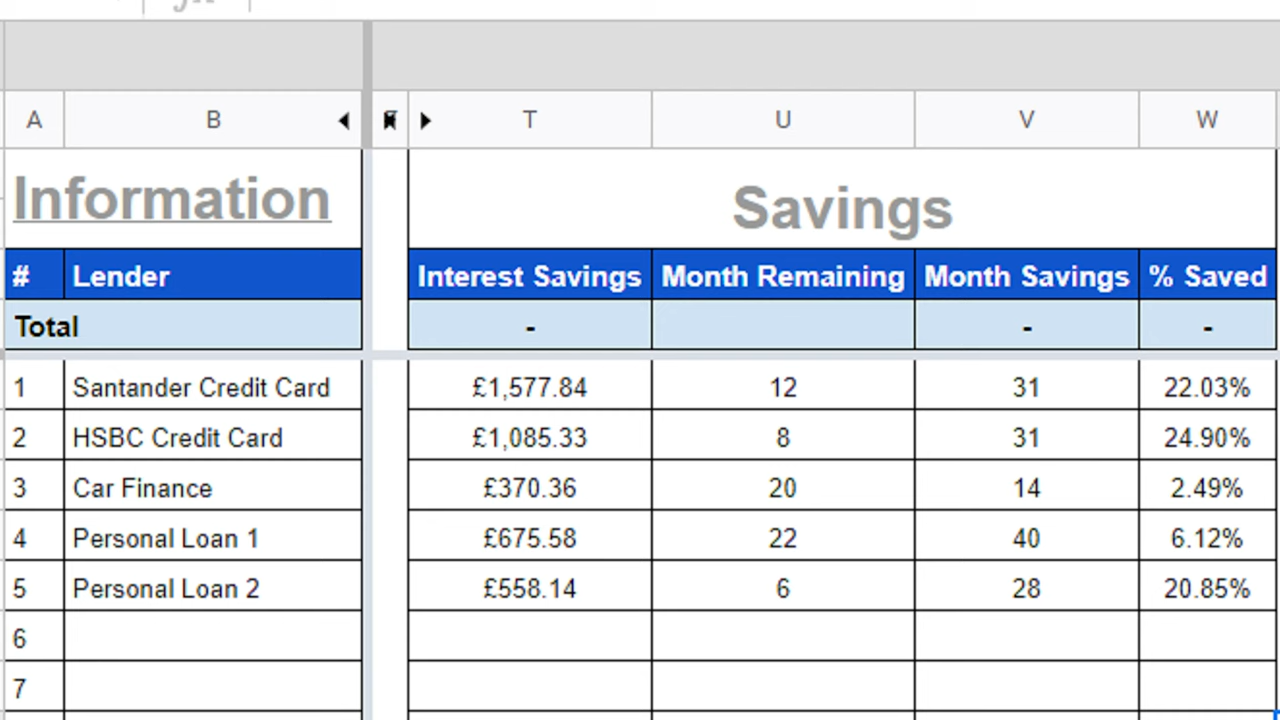 A B T U V W
Information Savings
# Lender Interest Savings Month Remaining Month Savings % Saved
Total - - -
1 Santander Credit Card £1,577.84 12 31 22.03%
2 HSBC Credit Card £1,085.33 8 31 24.90%
3 Car Finance £370.36 20 14 2.49%
4 Personal Loan 1 £675.58 22 40 6.12%
5 Personal Loan 2 £558.14 6 28 20.85%
6
7